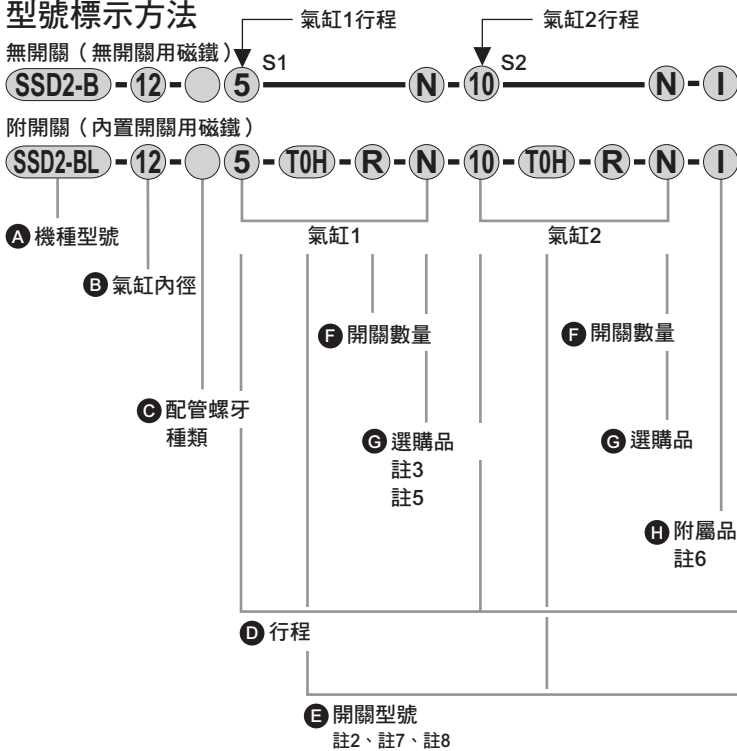 型號標示方法
氣缸1行程
氣缸2行程
無開關（無開關用磁鐵）
SSD2-B - 12 - 5 S1 N - 10 S2 N - I
附開關（內置開關用磁鐵）
SSD2-BL - 12 - 5 - T0H - R - N - 10 - T0H - R - N - I
A 機種型號
氣缸1
氣缸2
B 氣缸內徑
F 開關數量
F 開關數量
C 配管螺牙
種類
G 選購品
註3
註5
G 選購品
H 附屬品
註6
D 行程
E 開關型號
註2、註7、註8